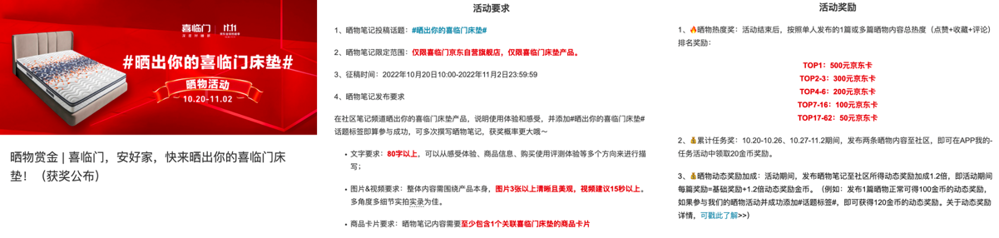 喜临门
冷面时髦眠
11.11
#晒出你的喜临门床垫#
晒物活动
10.20-11.02
晒物赏金 | 喜临门，安好家，快来晒出你的喜临门床
垫！（获奖公布）
活动要求
1、晒物笔记投稿话题：#晒出你的喜临门床垫#
2、晒物笔记限定范围：仅限喜临门京东自营旗舰店，仅限喜临门床垫产品。
3、征稿时间：2022年10月20日10:00-2022年11月2日23:59:59
4、晒物笔记发布要求
在社区笔记频道晒出你的喜临门床垫产品，说明使用体验和感受，并添加#晒出你的喜临门床垫#
话题标签即算参与成功，可多次撰写晒物笔记，获奖概率更大哦～
• 文字要求：80字以上，可以从感受体验、商品信息、购买使用评测体验等多个方向来进行描
写；
• 图片&视频要求：整体内容需围绕产品本身，图片3张以上清晰且美观，视频建议15秒以上。
多角度多细节实拍实录为佳。
• 商品卡片要求：晒物笔记内容需要至少包含1个关联喜临门床垫的商品卡片
活动奖励
1、🔥晒物热度奖：活动结束后，按照单人发布的1篇或多篇晒物内容总热度（点赞+收藏+评论）
排名奖励：
TOP1：500元京东卡
TOP2-3：300元京东卡
TOP4-6：200元京东卡
TOP7-16：100元京东卡
TOP17-62：50元京东卡
2、💰累计任务奖：10.20-10.26、10.27-11.2期间，发布两条晒物内容至社区，即可在APP我的-
任务活动中领取20金币奖励。
3、💰晒物动态奖励加成：活动期间，发布晒物笔记至社区所得动态奖励加成1.2倍，即活动期间
每篇奖励=基础奖励+1.2倍动态奖励金币。（例如：发布1篇晒物正常可得100金币的动态奖励，
如果参与我们的晒物活动并成功添加#话题标签#，即可获得120金币的动态奖励。关于动态奖励
详情，可戳此了解>>）